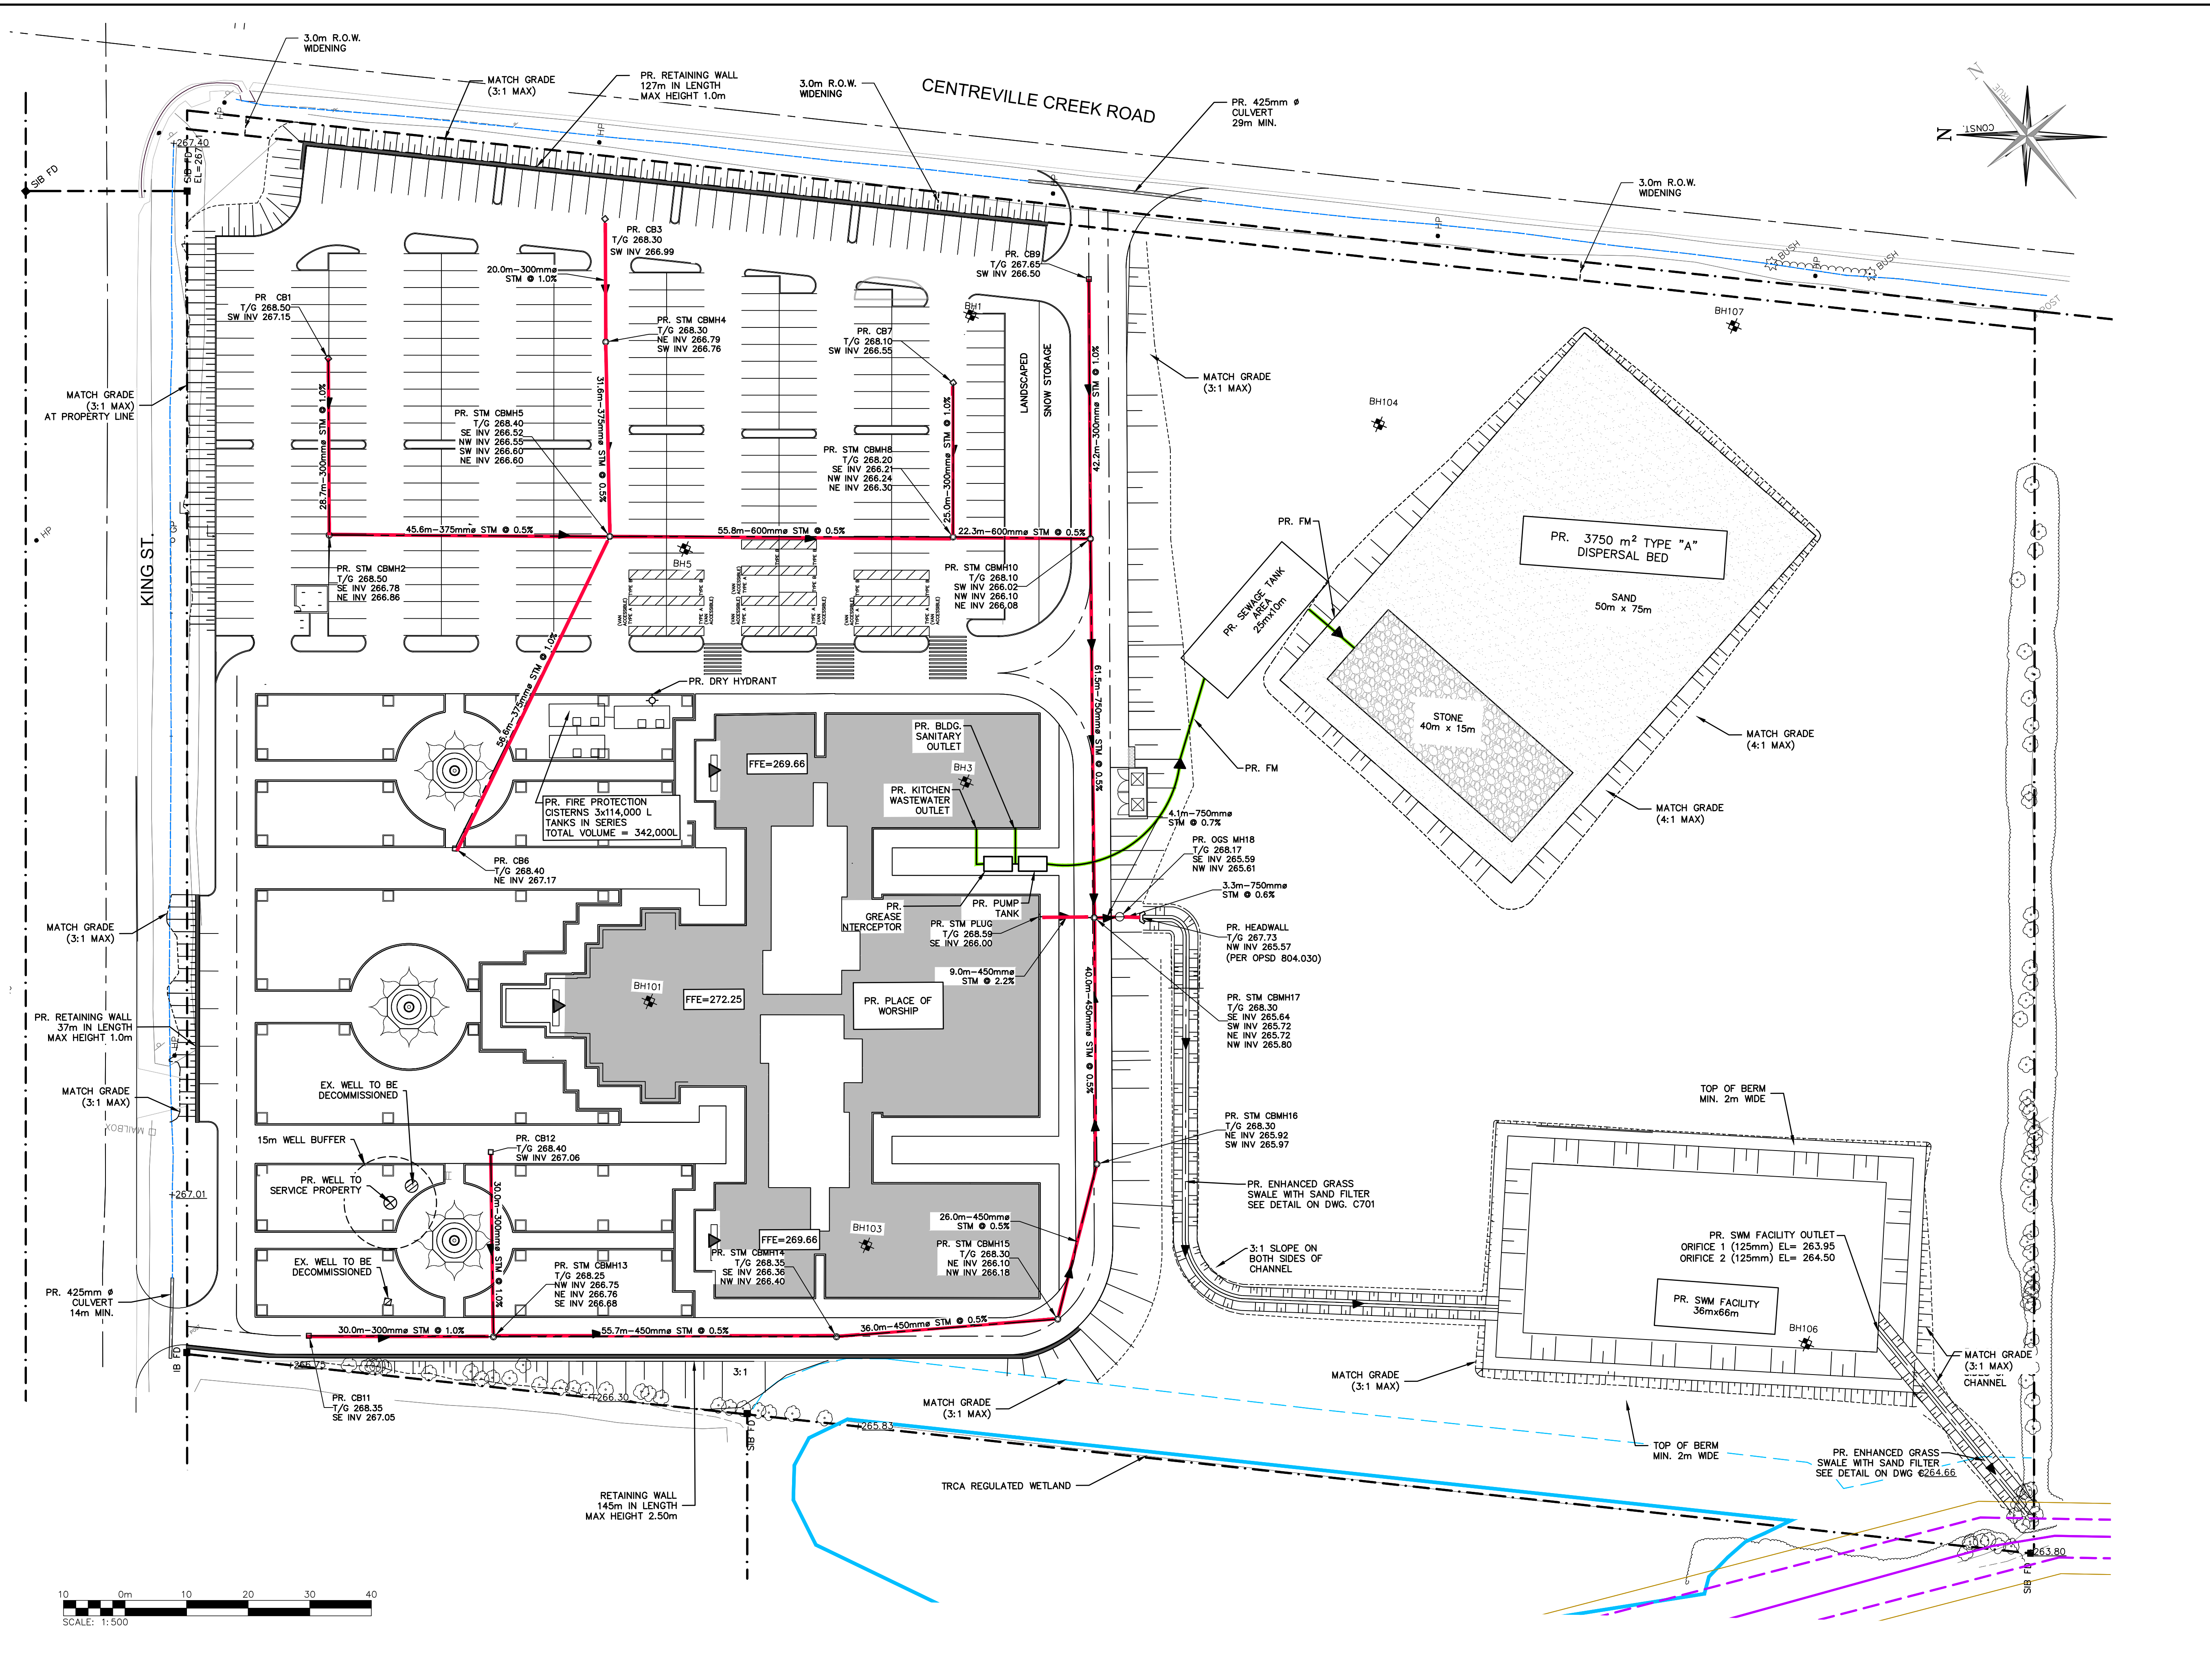 3.0m R.O.W.
WIDENING
MATCH GRADE
(3:1 MAX)
PR. RETAINING WALL
127m IN LENGTH
MAX HEIGHT 1.0m
3.0m R.O.W.
WIDENING
CENTREVILLE CREEK ROAD
PR. 425mm ø
CULVERT
29m MIN.
N
TRUE
N
CONST.
3.0m R.O.W.
WIDENING
HP
HP
HP
HP
HP
BUSH
BUSH
SIB FD
+267.40
SIB FD
PR. CB3
T/G 268.30
SW INV 266.99
20.0m-300mmø
STM @ 1.0%
PR. CB9
T/G 267.65
SW INV 266.50
PR CB1
T/G 268.50
SW INV 267.15
PR. STM CBMH4
T/G 268.30
NE INV 266.79
SW INV 266.76
PR. CB7
T/G 268.10
SW INV 266.55
BH1
BH107
LANDSCAPED
SNOW STORAGE
MATCH GRADE
(3:1 MAX)
BH104
MATCH GRADE
(3:1 MAX)
AT PROPERTY LINE
28.7m-300mmø STM @ 1.0%
31.6m-375mmø STM @ 0.5%
PR. STM CBMH5
T/G 268.40
SE INV 266.52
NW INV 266.55
SW INV 266.60
NE INV 266.60
PR. STM CBMH8
T/G 268.20
SE INV 266.21
NW INV 266.24
NE INV 266.30
25.0m-300mmø STM @ 1.0%
42.2m-300mmø STM @ 1.0%
HP
KING ST.
45.6m-375mmø STM @ 0.5%
55.8m-600mmø STM @ 0.5%
22.3m-600mmø STM @ 0.5%
BH5
PR. STM CBMH2
T/G 268.50
SE INV 266.78
NE INV 266.86
PR. STM CBMH10
T/G 268.10
SW INV 266.02
NW INV 266.10
NE INV 266.08
PR. FM
PR. SEWAGE TANK
AREA
25mx10m
PR. 3750 m² TYPE "A"
DISPERSAL BED
SAND
50m x 75m
STONE
40m x 15m
MATCH GRADE
(4:1 MAX)
MATCH GRADE
(4:1 MAX)
56.6m-375mmø STM @ 1.0%
61.5m-750mmø STM @ 0.5%
PR. DRY HYDRANT
PR. BLDG.
SANITARY
OUTLET
FFE=269.66
BH3
PR. FM
PR. KITCHEN
WASTEWATER
OUTLET
PR. FIRE PROTECTION
CISTERNS 3x114,000 L
TANKS IN SERIES
TOTAL VOLUME = 342,000L
4.1m-750mmø
STM @ 0.7%
PR. OGS MH18
T/G 268.17
SE INV 265.59
NW INV 265.61
PR. CB6
T/G 268.40
NE INV 267.17
3.3m-750mmø
STM @ 0.6%
PR.
GREASE
INTERCEPTOR
PR. PUMP
TANK
PR. STM PLUG
T/G 268.59
SE INV 266.00
MATCH GRADE
(3:1 MAX)
PR. HEADWALL
T/G 267.73
NW INV 265.57
(PER OPSD 804.030)
9.0m-450mmø
STM @ 2.2%
BH101
FFE=272.25
PR. PLACE OF
WORSHIP
PR. STM CBMH17
T/G 268.30
SE INV 265.64
SW INV 265.72
NE INV 265.72
NW INV 265.80
40.0m-450mmø STM @ 0.5%
PR. RETAINING WALL
37m IN LENGTH
MAX HEIGHT 1.0m
HP
MATCH GRADE
(3:1 MAX)
MAILBOX
EX. WELL TO BE
DECOMMISSIONED
PR. STM CBMH16
T/G 268.30
NE INV 265.92
SW INV 265.97
15m WELL BUFFER
PR. CB12
T/G 268.40
SW INV 267.06
PR. WELL TO
SERVICE PROPERTY
+267.01
30.0m-300mmø STM @ 1.0%
PR. ENHANCED GRASS
SWALE WITH SAND FILTER
SEE DETAIL ON DWG. C701
TOP OF BERM
MIN. 2m WIDE
26.0m-450mmø
STM @ 0.5%
BH103
FFE=269.66
PR. STM CBMH14
T/G 268.35
SE INV 266.36
NW INV 266.40
PR. STM CBMH15
T/G 268.30
NE INV 266.10
NW INV 266.18
3:1 SLOPE ON
BOTH SIDES OF
CHANNEL
PR. SWM FACILITY OUTLET
ORIFICE 1 (125mm) EL= 263.95
ORIFICE 2 (125mm) EL= 264.50
EX. WELL TO BE
DECOMMISSIONED
PR. STM CBMH13
T/G 268.25
NW INV 266.75
NE INV 266.76
SE INV 266.68
PR. SWM FACILITY
36mx66m
BH106
PR. 425mm ø
CULVERT
14m MIN.
30.0m-300mmø STM @ 1.0%
55.7m-450mmø STM @ 0.5%
36.0m-450mmø STM @ 0.5%
IB FD
+266.75
3:1
MATCH GRADE
(3:1 MAX)
MATCH GRADE
(3:1 MAX)
CHANNEL
PR. CB11
T/G 268.35
SE INV 267.05
+266.30
MATCH GRADE
(3:1 MAX)
SIB FD
+265.83
TOP OF BERM
MIN. 2m WIDE
PR. ENHANCED GRASS
SWALE WITH SAND FILTER
SEE DETAIL ON DWG
264.66
TRCA REGULATED WETLAND
RETAINING WALL
145m IN LENGTH
MAX HEIGHT 2.50m
263.80
SIB FD
10 0m 10 20 30 40
SCALE: 1:500